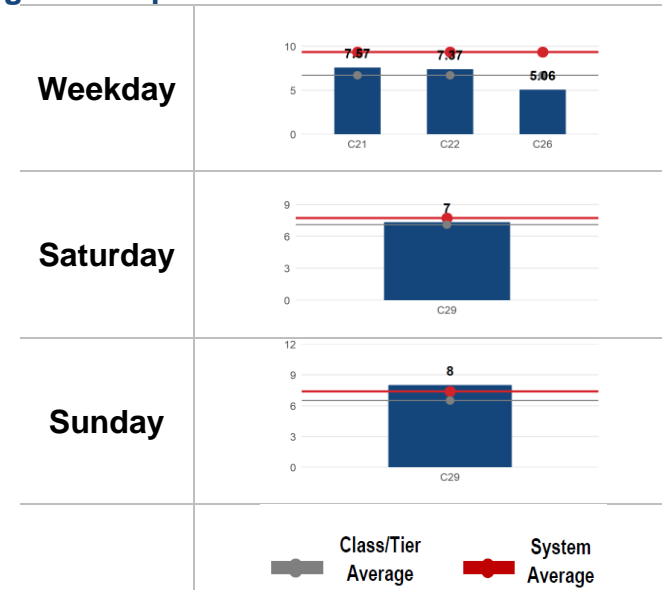 Weekday
10
5
0
7.57
7.37
5.06
C21
C22
C26
Saturday
9
6
3
0
7
C29
Sunday
12
9
6
3
0
8
C29
Class/Tier
Average
System
Average